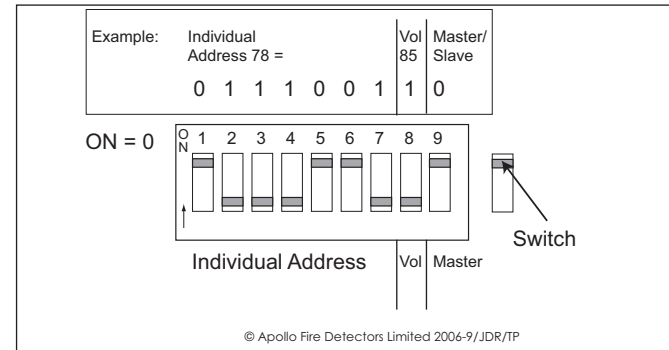 Example: Individual Vol Master/
Address 78 = 85 Slave
0 1 1 1 0 0 1 1 0
ON = 0 ON 1 2 3 4 5 6 7 8 9
Switch
Individual Address Vol Master
© Apollo Fire Detectors Limited 2006-9/JDR/TP